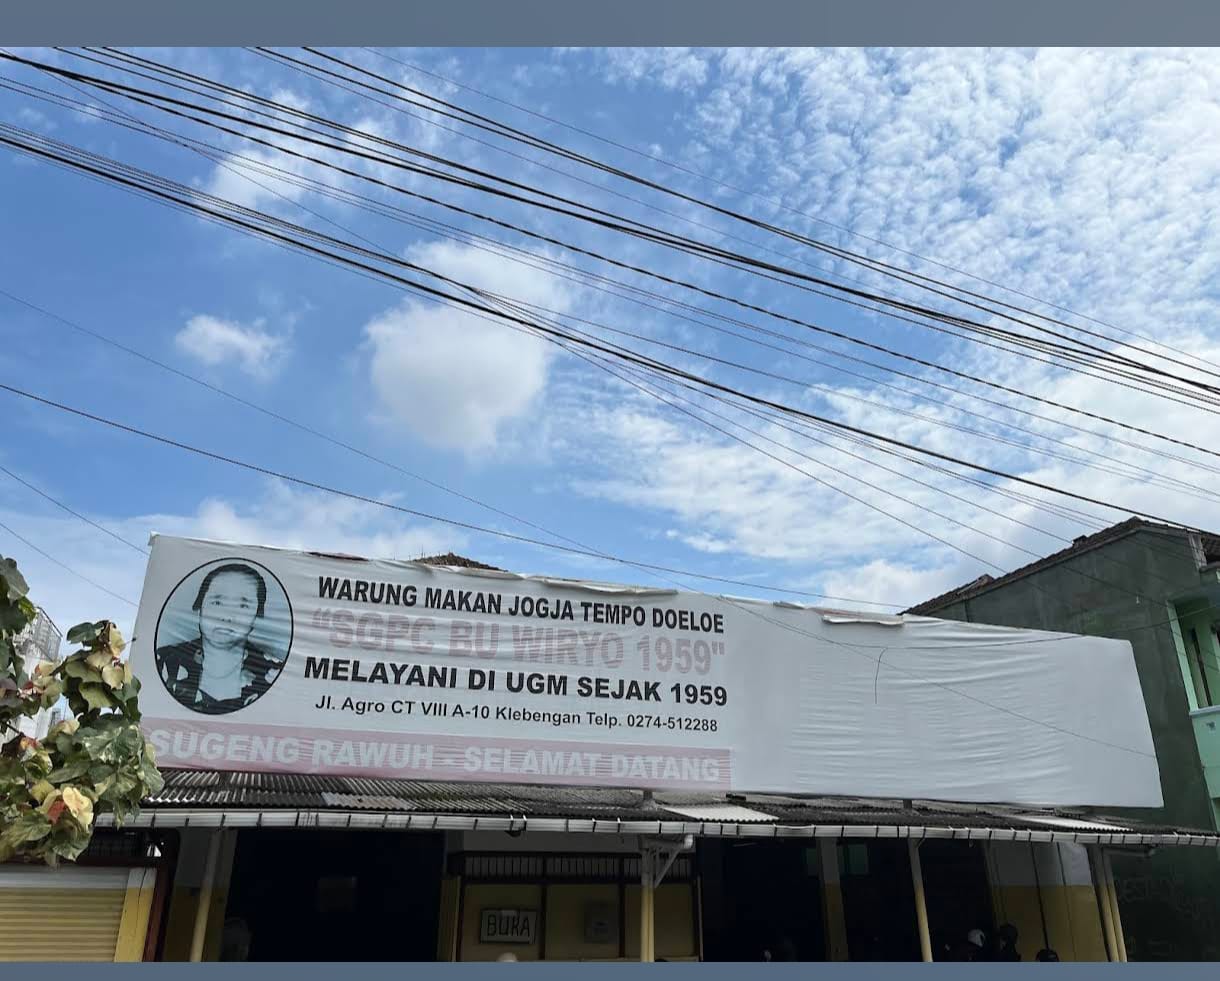 WARUNG MAKAN JOGJA TEMPO DOELOE
"SGPC BU WIRYO 1959"
MELAYANI DI UGM SEJAK 1959
Jl. Agro CT VIII A-10 Klebengan Telp. 0274-512288
SUGENG RAWUH - SELAMAT DATANG
BUKA